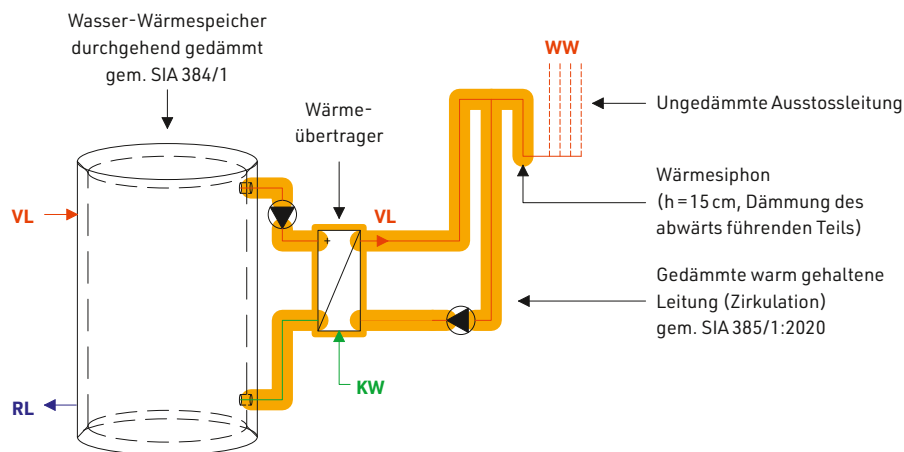 Wasser-Wärmespeicher
durchgehend gedämmt
gem. SIA 384/1
Wärme-
übertrager
WW
Ungedämmte Ausstossleitung
Wärmesiphon
(h = 15 cm, Dämmung des
abwärts führenden Teils)
VL
VL
Gedämmte warm gehaltene
Leitung (Zirkulation)
gem. SIA 385/1:2020
KW
RL